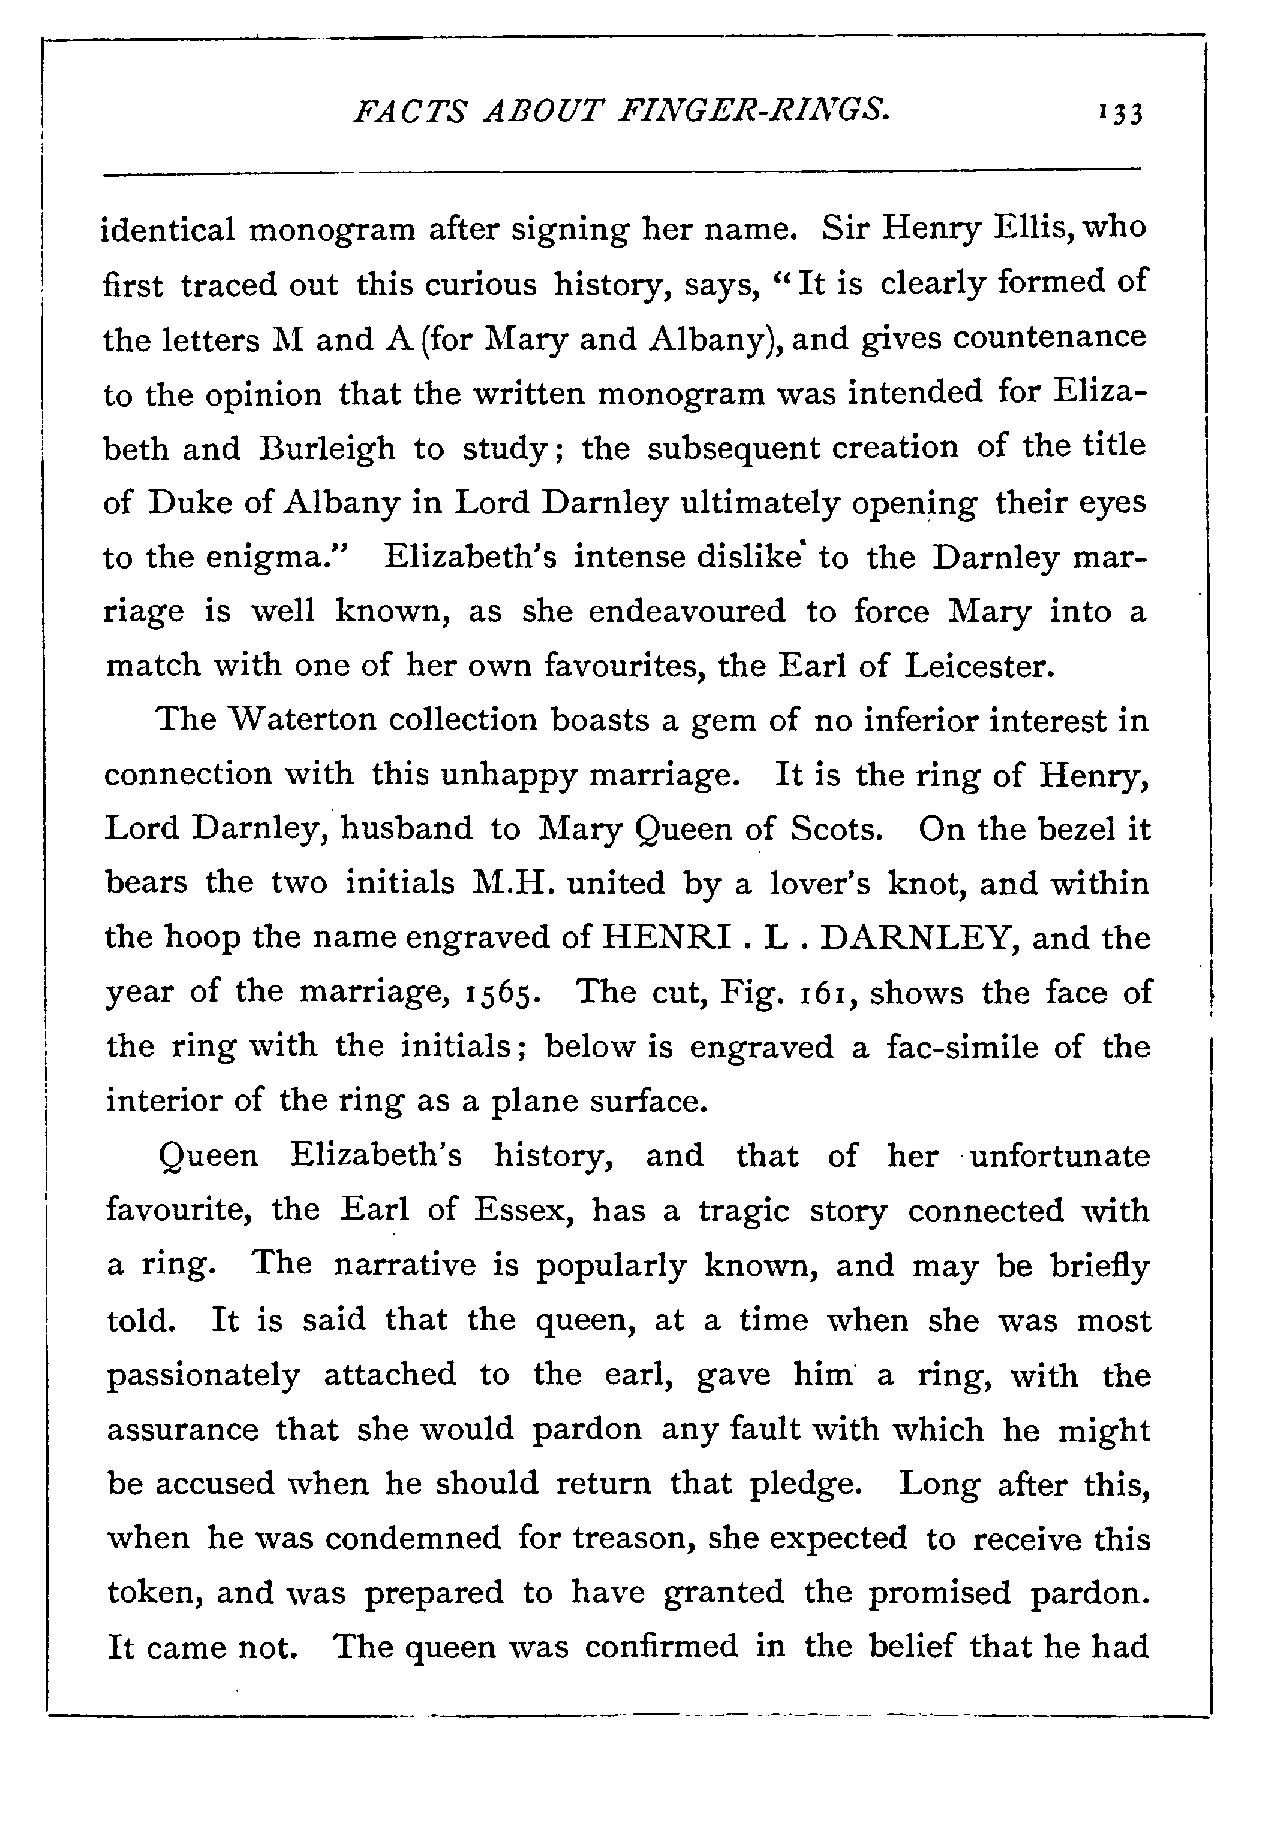 FACTS ABOUT FINGER-RINGS. 133
identical monogram after signing her name. Sir Henry Ellis, who
first traced out this curious history, says, “It is clearly formed of
the letters M and A (for Mary and Albany), and gives countenance
to the opinion that the written monogram was intended for Eliza-
beth and Burleigh to study; the subsequent creation of the title
of Duke of Albany in Lord Darnley ultimately opening their eyes
to the enigma.” Elizabeth’s intense dislike to the Darnley mar-
riage is well known, as she endeavoured to force Mary into a
match with one of her own favourites, the Earl of Leicester.
The Waterton collection boasts a gem of no inferior interest in
connection with this unhappy marriage. It is the ring of Henry,
Lord Darnley, husband to Mary Queen of Scots. On the bezel it
bears the two initials M.H. united by a lover’s knot, and within
the hoop the name engraved of HENRI . L . DARNLEY, and the
year of the marriage, 1565. The cut, Fig. 161, shows the face of
the ring with the initials; below is engraved a fac-simile of the
interior of the ring as a plane surface.
Queen Elizabeth’s history, and that of her unfortunate
favourite, the Earl of Essex, has a tragic story connected with
a ring. The narrative is popularly known, and may be briefly
told. It is said that the queen, at a time when she was most
passionately attached to the earl, gave him a ring, with the
assurance that she would pardon any fault with which he might
be accused when he should return that pledge. Long after this,
when he was condemned for treason, she expected to receive this
token, and was prepared to have granted the promised pardon.
It came not. The queen was confirmed in the belief that he had